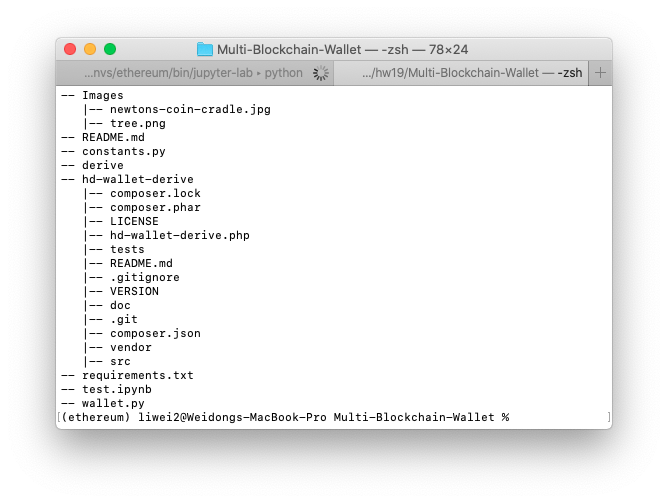 Multi-Blockchain-Wallet — -zsh — 78×24
...nvs/ethereum/bin/jupyter-lab ▸ python
.../hw19/Multi-Blockchain-Wallet — -zsh
+
-- Images
   |-- newtons-coin-cradle.jpg
   |-- tree.png
-- README.md
-- constants.py
-- derive
-- hd-wallet-derive
   |-- composer.lock
   |-- composer.phar
   |-- LICENSE
   |-- hd-wallet-derive.php
   |-- tests
   |-- README.md
   |-- .gitignore
   |-- VERSION
   |-- doc
   |-- .git
   |-- composer.json
   |-- vendor
   |-- src
-- requirements.txt
-- test.ipynb
-- wallet.py
[(ethereum) liwei2@Weidongs-MacBook-Pro Multi-Blockchain-Wallet % ]